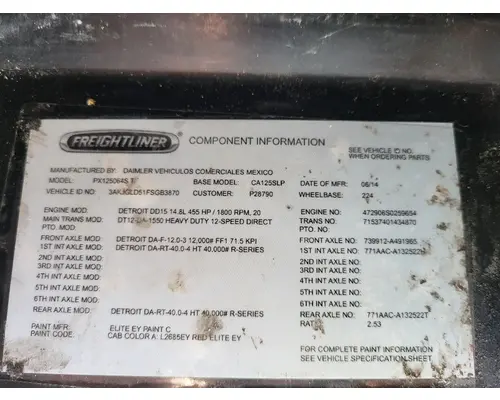 FREIGHTLINER
COMPONENT INFORMATION
SEE VEHICLE ID NO.
WHEN ORDERING PARTS
MANUFACTURED BY: DAIMLER VEHICULOS COMERCIALES MEXICO
MODEL: PX125064S T BASE MODEL: CA125SLP DATE OF MFR: 06/14
VEHICLE ID NO: CUSTOMER: P28790 WHEELBASE: 224
ENGINE MOD: DETROIT DD15 14.8L 455 HP / 1800 RPM, 20 ENGINE NO: 472906S0259654
MAIN TRANS MOD: DT12-DA-1550 HEAVY DUTY 12-SPEED DIRECT TRANS NO: 71537401434870
PTO. MOD: PTO. NO:
FRONT AXLE MOD: DETROIT DA-F-12.0-3 12,000# FF1 71.5 KPI FRONT AXLE NO: 739912-A491965
1ST INT AXLE MOD: DETROIT DA-RT-40.0-4 HT 40,000# R-SERIES 1ST INT AXLE NO: 771AAC-A132522
2ND INT AXLE MOD: 2ND INT AXLE NO:
3RD INT AXLE MOD: 3RD INT AXLE NO:
4TH INT AXLE MOD: 4TH INT AXLE NO:
5TH INT AXLE MOD: 5TH INT AXLE NO:
6TH INT AXLE MOD: 6TH INT AXLE NO:
REAR AXLE MOD: DETROIT DA-RT-40.0-4 HT 40,000# R-SERIES REAR AXLE NO: 771AAC-A132522T
2.53
PAINT MFR: ELITE EY PAINT C
PAINT CODE: CAB COLOR A: L2685EY RED ELITE EY
FOR COMPLETE PAINT INFORMATION
SEE VEHICLE SPECIFICATION SHEET